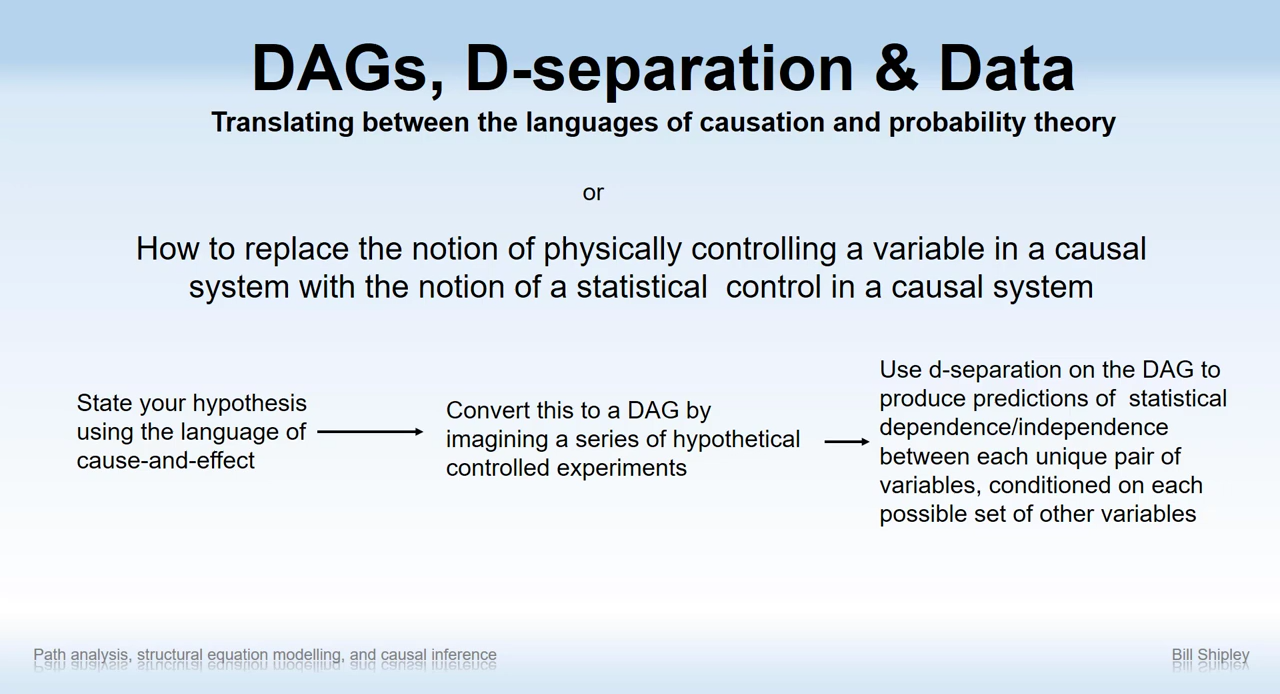 DAGs, D-separation & Data
Translating between the languages of causation and probability theory
or
How to replace the notion of physically controlling a variable in a causal
system with the notion of a statistical  control in a causal system
State your hypothesis
using the language of
cause-and-effect
Convert this to a DAG by
imagining a series of hypothetical
controlled experiments
Use d-separation on the DAG to
produce predictions of  statistical
dependence/independence
between each unique pair of
variables, conditioned on each
possible set of other variables
Path analysis, structural equation modelling, and causal inference
Bill Shipley